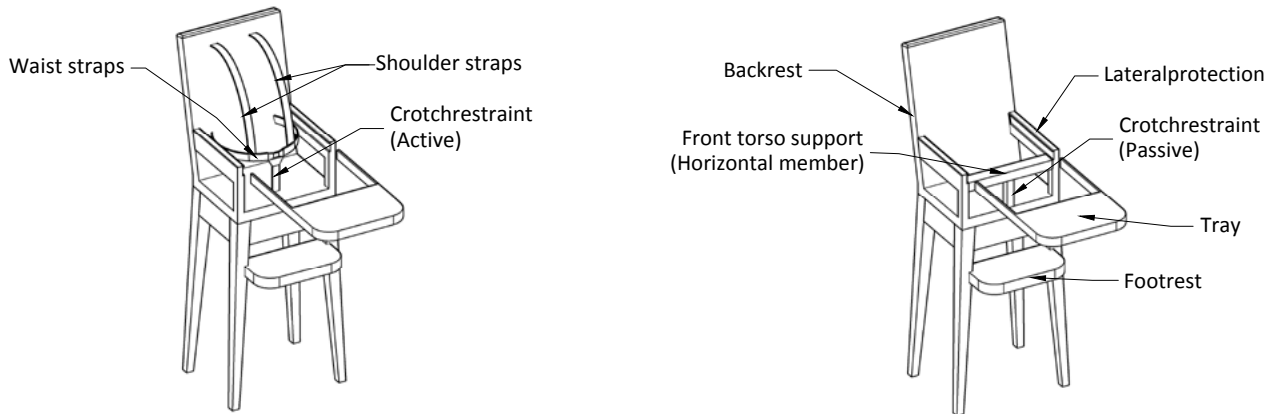 Waist straps
Shoulder straps
Crotchrestraint
(Active)
Backrest
Lateralprotection
Front torso support
(Horizontal member)
Crotchrestraint
(Passive)
Tray
Footrest